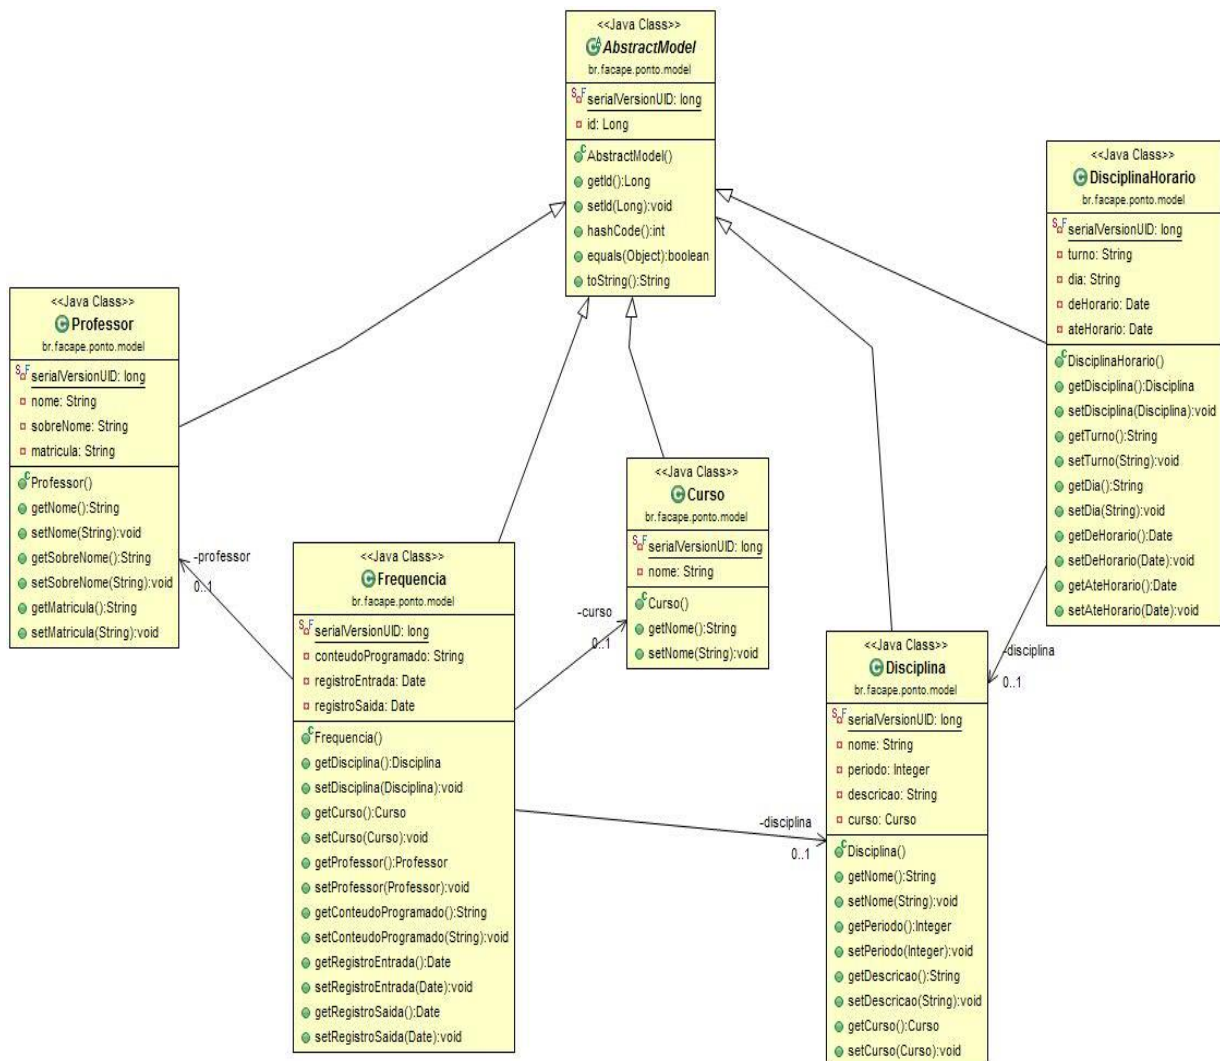 <<Java Class>>
AbstractModel
br.facape.ponto.model
serialVersionUID: long
id: Long
AbstractModel()
getId():Long
setId(Long):void
hashCode():int
equals(Object):boolean
toString():String
<<Java Class>>
DisciplinaHorario
br.facape.ponto.model
serialVersionUID: long
turno: String
dia: String
deHorario: Date
ateHorario: Date
DisciplinaHorario()
getDisciplina():Disciplina
setDisciplina(Disciplina):void
getTurno():String
setTurno(String):void
getDia():String
setDia(String):void
getDeHorario():Date
setDeHorario(Date):void
getAteHorario():Date
setAteHorario(Date):void
<<Java Class>>
Professor
br.facape.ponto.model
serialVersionUID: long
nome: String
sobreNome: String
matricula: String
Professor()
getNome():String
setNome(String):void
getSobreNome():String
setSobreNome(String):void
getMatricula():String
setMatricula(String):void
-professor
0..1
<<Java Class>>
Curso
br.facape.ponto.model
serialVersionUID: long
nome: String
Curso()
getNome():String
setNome(String):void
-curso
0..1
<<Java Class>>
Frequencia
br.facape.ponto.model
serialVersionUID: long
conteudoProgramado: String
registroEntrada: Date
registroSaida: Date
Frequencia()
getDisciplina():Disciplina
setDisciplina(Disciplina):void
getCurso():Curso
setCurso(Curso):void
getProfessor():Professor
setProfessor(Professor):void
getConteudoProgramado():String
setConteudoProgramado(String):void
getRegistroEntrada():Date
setRegistroEntrada(Date):void
getRegistroSaida():Date
setRegistroSaida(Date):void
-disciplina
0..1
-disciplina
0..1
<<Java Class>>
Disciplina
br.facape.ponto.model
serialVersionUID: long
nome: String
periodo: Integer
descricao: String
curso: Curso
Disciplina()
getNome():String
setNome(String):void
getPeriodo():Integer
setPeriodo(Integer):void
getDescricao():String
setDescricao(String):void
getCurso():Curso
setCurso(Curso):void